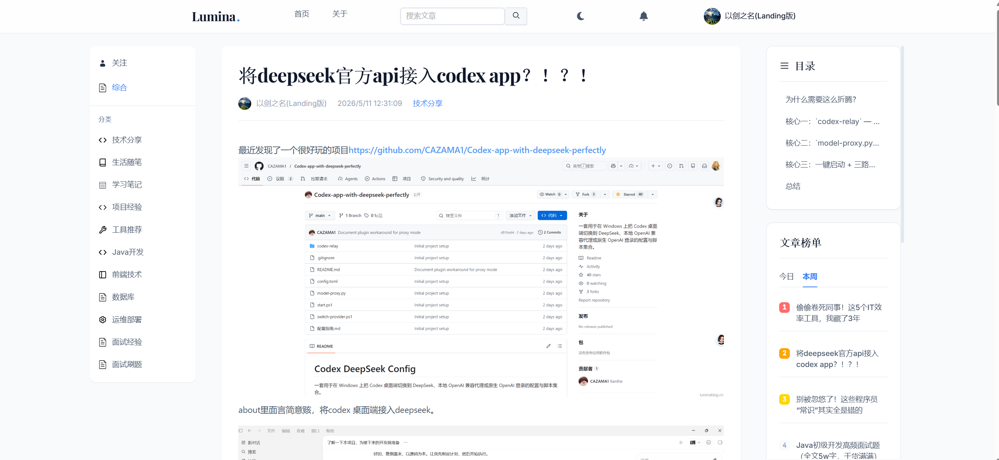 Lumina.
首页
关于
搜索文章
以剑之名(Landing版)
关注
综合
分类
技术分享
生活随笔
学习笔记
项目经验
工具推荐
Java开发
前端技术
数据库
运维部署
面试经验
面试刷题
将deepseek官方api接入codex app？！？！
以剑之名(Landing版) 2026/5/11 12:31:09 技术分享
最近发现了一个很好玩的项目https://github.com/CAZAMA1/Codex-app-with-deepseek-perfectly
CAZAMA1 / Codex-app-with-deepseek-perfectly
类型 / 搜索
代码 议题 2 拉取请求 Agents Actions 项目 Security and quality 统计
Codex-app-with-deepseek-perfectly 公开
Watch 0 Fork 3 Starred 40
main 1 Branch 0 标签
转至文件 T 添加文件 代码
CAZAMA1 Document plugin workaround for proxy mode d816e64 · 2 days ago 2 Commits
codex-relay Initial project setup 2 days ago
.gitignore Initial project setup 2 days ago
README.md Document plugin workaround for proxy mode 2 days ago
config.toml Initial project setup 2 days ago
model-proxy.py Initial project setup 2 days ago
start.ps1 Initial project setup 2 days ago
switch-provider.ps1 Initial project setup 2 days ago
配置指南.md Initial project setup 2 days ago
README
Codex DeepSeek Config
一套用于在 Windows 上把 Codex 桌面端切换到 DeepSeek、本地 OpenAI 兼容代理或原生 OpenAI 登录的配置与脚本集
合。
关于
一套用于在 Windows 上把 Codex 桌面
端切换到 DeepSeek、本地 OpenAI 兼
容代理或原生 OpenAI 登录的配置与脚
本集合。
Readme
Activity
40 stars
0 watching
3 forks
Report repository
发布
No releases published
包
没有发布任何软件包
贡献者 1
CAZAMA1 Xanthe
luminablog.cn
about里面言简意赅，将codex 桌面端接入deepseek。
文件 编辑 查看 窗口 帮助
新对话
搜索
了解一下本项目，为接下来的开发做准备 ···
好的，推倒重来，以源码为本。让我先制定计划，然后开始执行。
目录
为什么需要这么折腾？
核心一：`codex-relay` — ...
核心二：`model-proxy.py...
核心三：一键启动 + 三路...
总结
文章榜单
今日 本周
1 偷偷卷死同事！这5个IT效
率工具，我藏了3年
2 将deepseek官方api接入
codex app？！？！
3 别被忽悠了！这些程序员
“常识”其实全是错的
4 Java初级开发高频面试题
（全文5w字，干货满满）